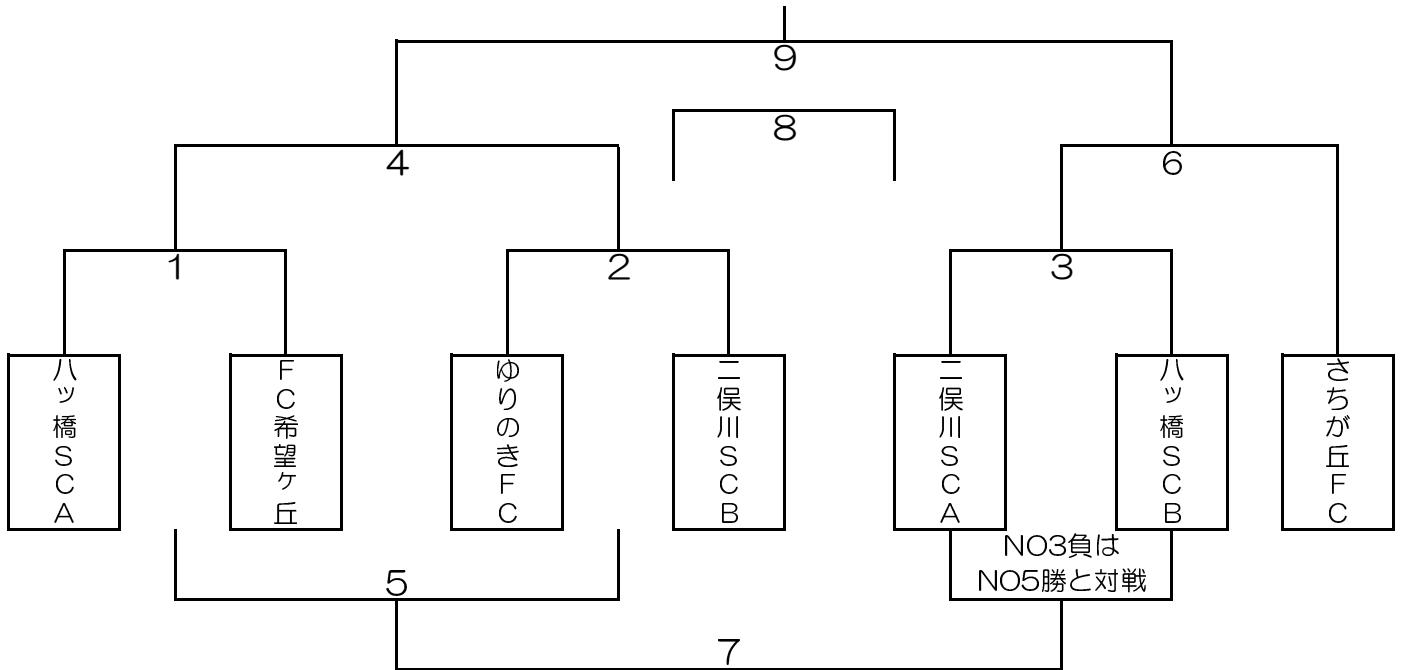 9
8
4
6
1
2
3
八ッ橋SCA
FC希望ヶ丘
ゆりのきFC
二俣川SCB
二俣川SCA
八ッ橋SCB
さちが丘FC
NO3負は
NO5勝と対戦
5
7